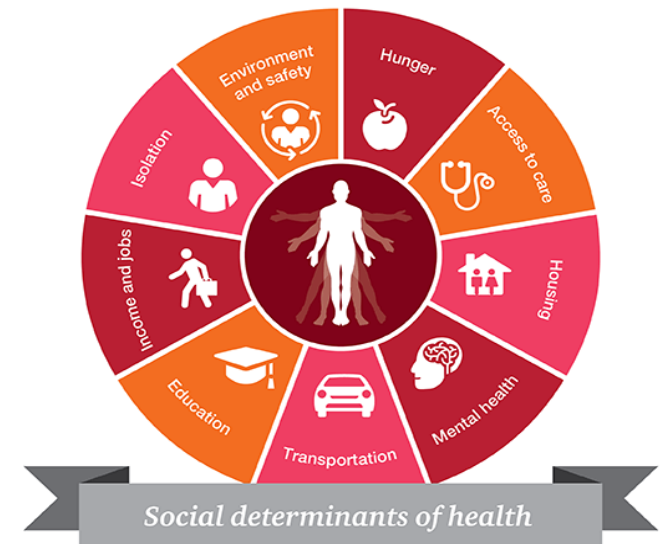 Environment
and safety
Hunger
Access to care
Housing
Mental health
Transportation
Education
Income and jobs
Isolation
Social determinants of health